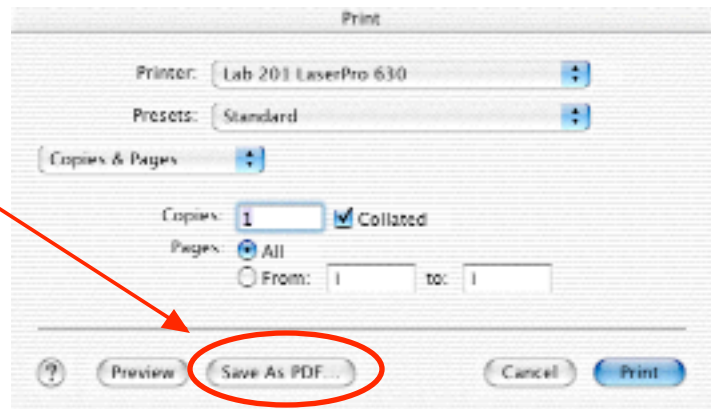 Print
Printer: Lab 201 LaserPro 630
Presets: Standard
Copies & Pages
Copies: 1 Collated
Pages: All
From: 1 to: 1
? Preview Save As PDF... Cancel Print